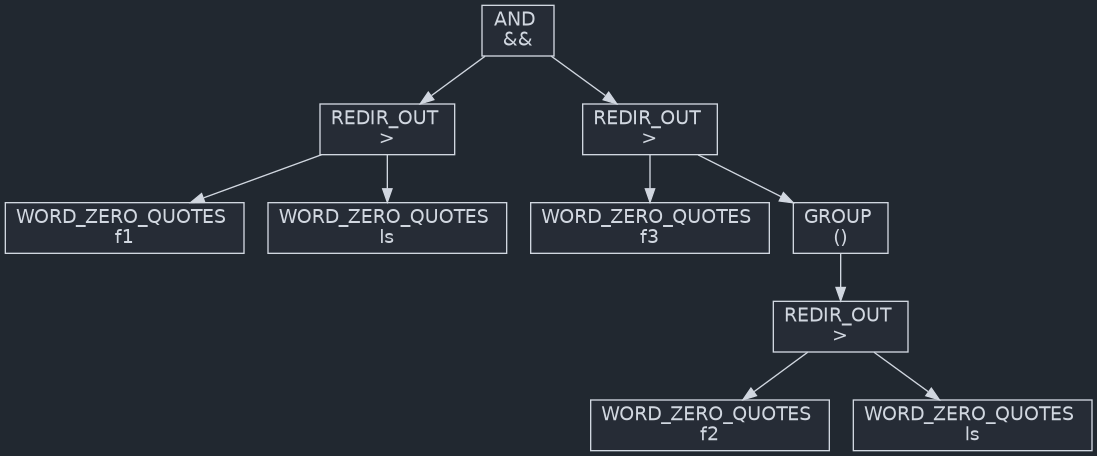 AND
&&
REDIR_OUT
>
REDIR_OUT
>
WORD_ZERO_QUOTES
f1
WORD_ZERO_QUOTES
ls
WORD_ZERO_QUOTES
f3
GROUP
()
REDIR_OUT
>
WORD_ZERO_QUOTES
f2
WORD_ZERO_QUOTES
ls